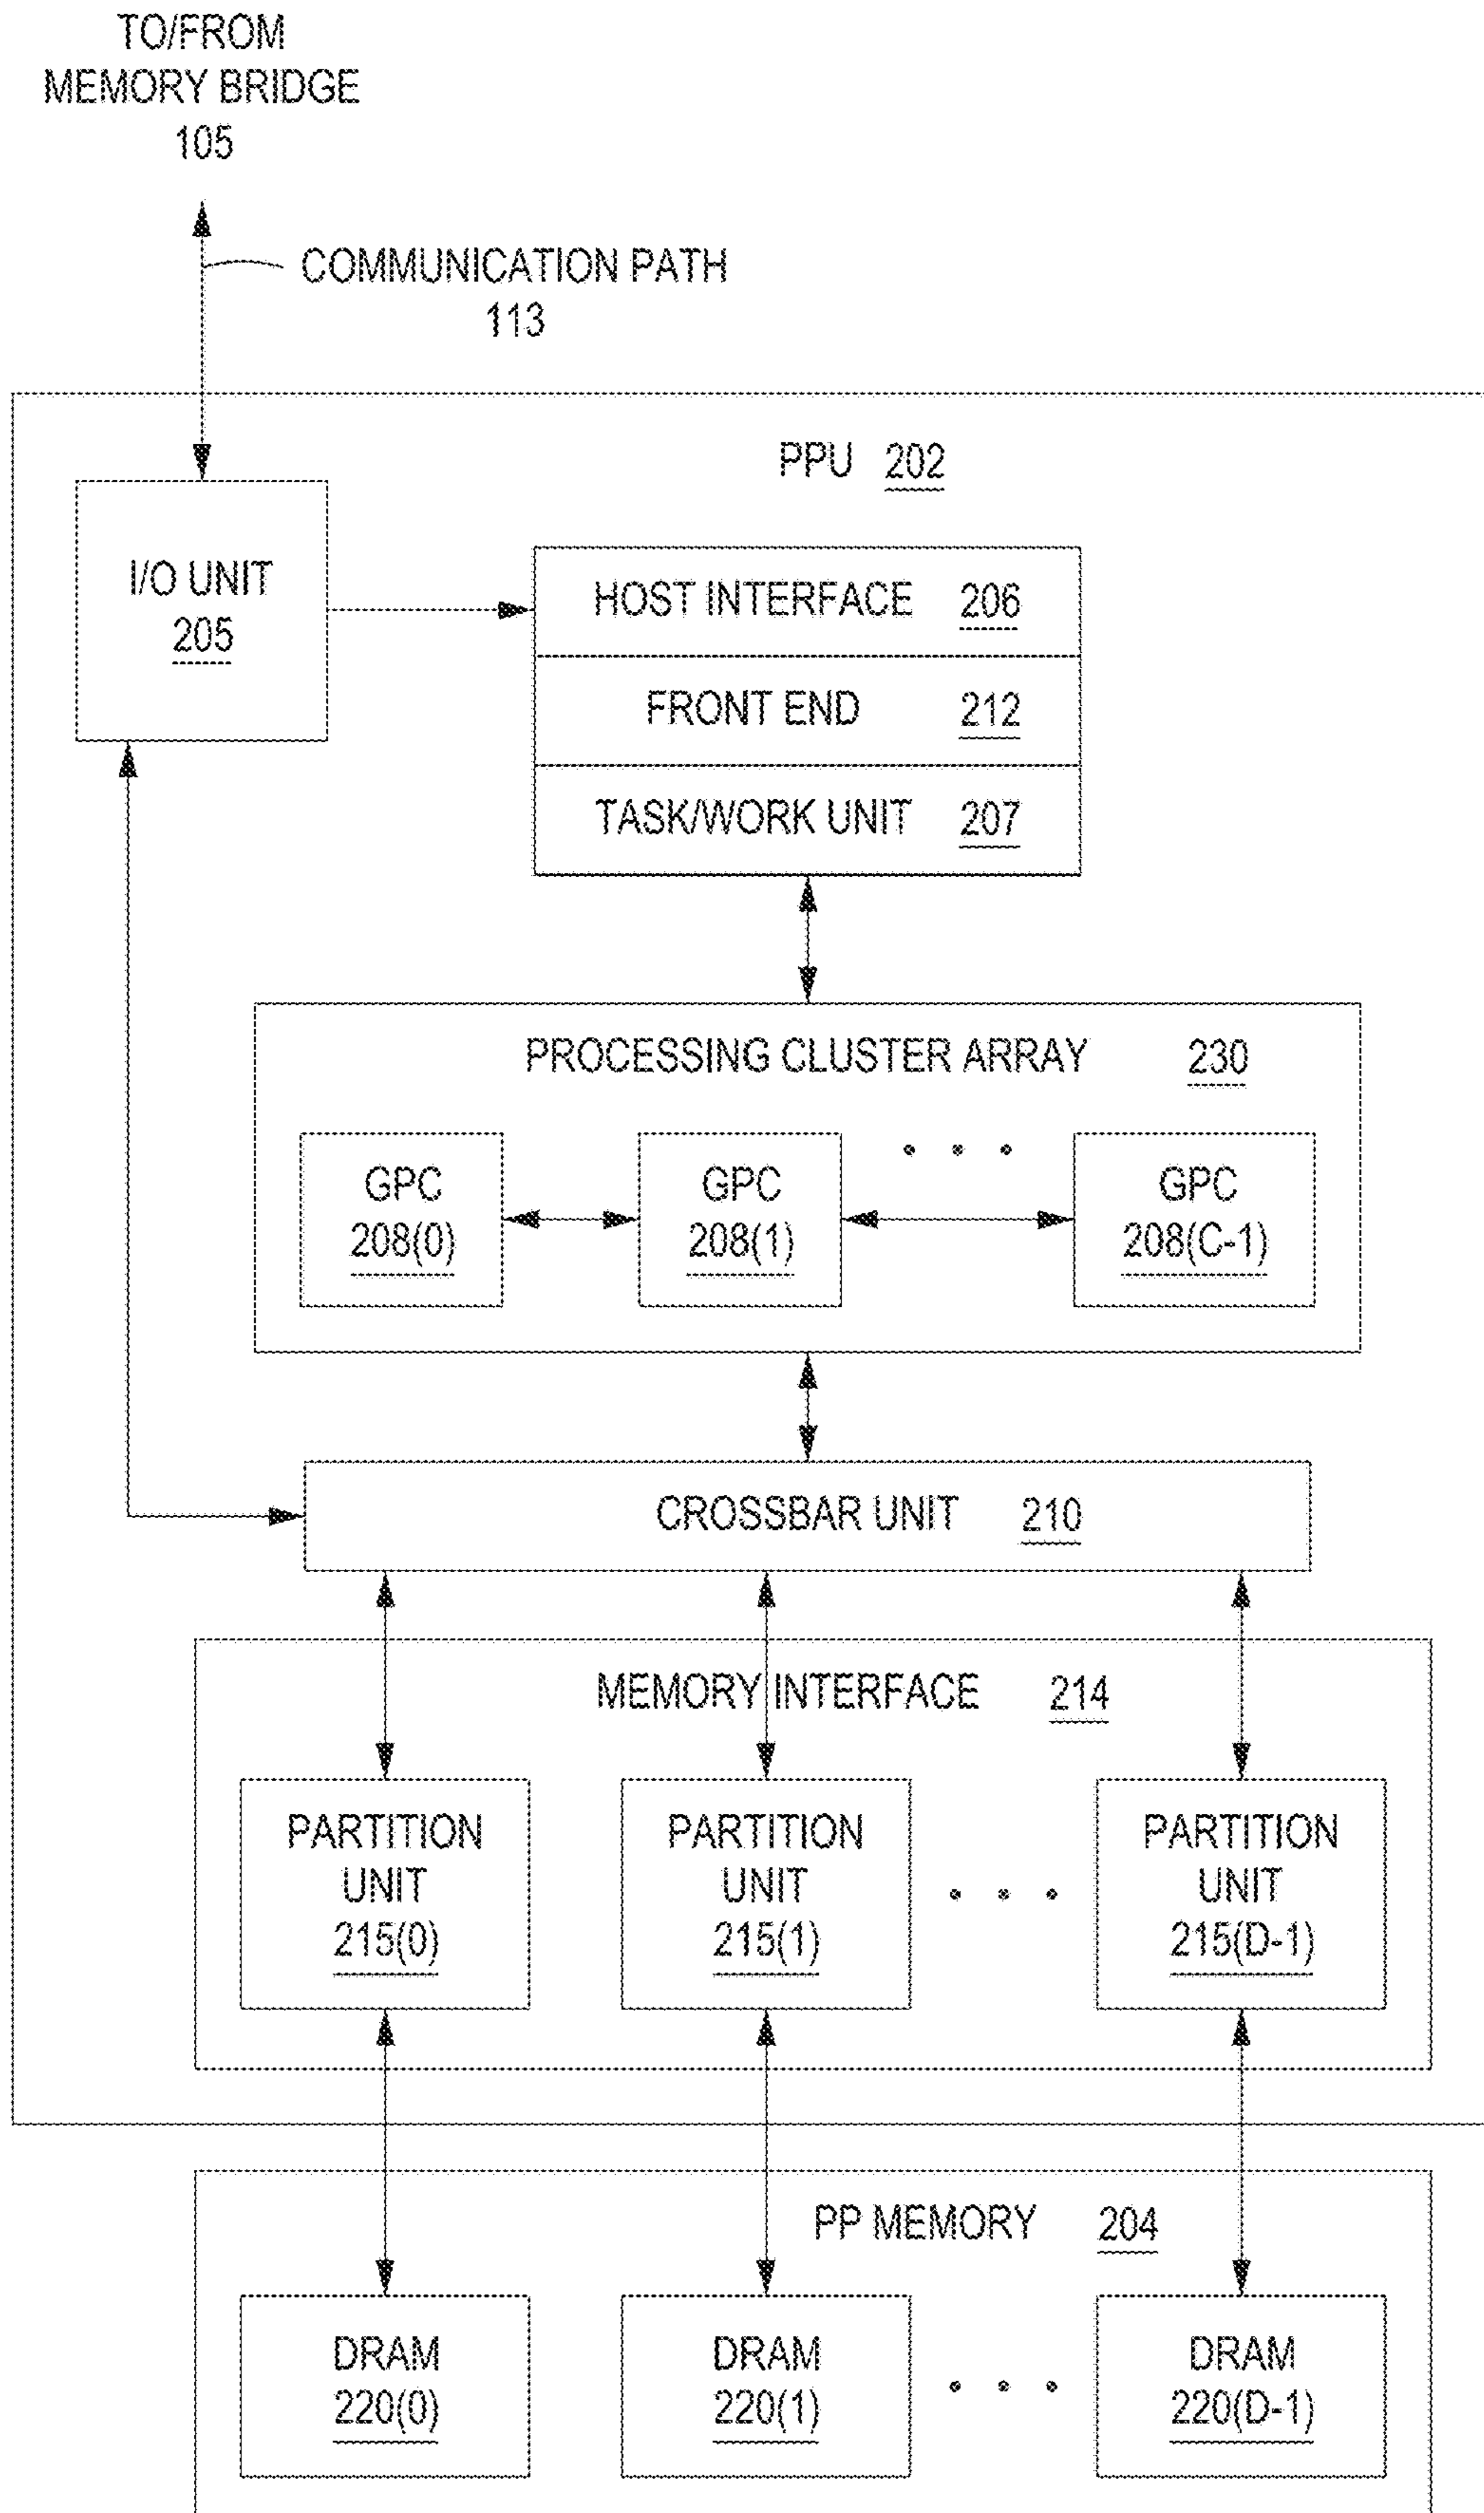 TO/FROM
MEMORY BRIDGE
105
COMMUNICATION PATH
113
PPU 202
I/O UNIT
205
HOST INTERFACE 206
FRONT END 212
TASK/WORK UNIT 207
PROCESSING CLUSTER ARRAY 230
GPC
208(0)
GPC
208(1)
. . .
GPC
208(C-1)
CROSSBAR UNIT 210
MEMORY INTERFACE 214
PARTITION
UNIT
215(0)
PARTITION
UNIT
215(1)
. . .
PARTITION
UNIT
215(D-1)
PP MEMORY 204
DRAM
220(0)
DRAM
220(1)
. . .
DRAM
220(D-1)